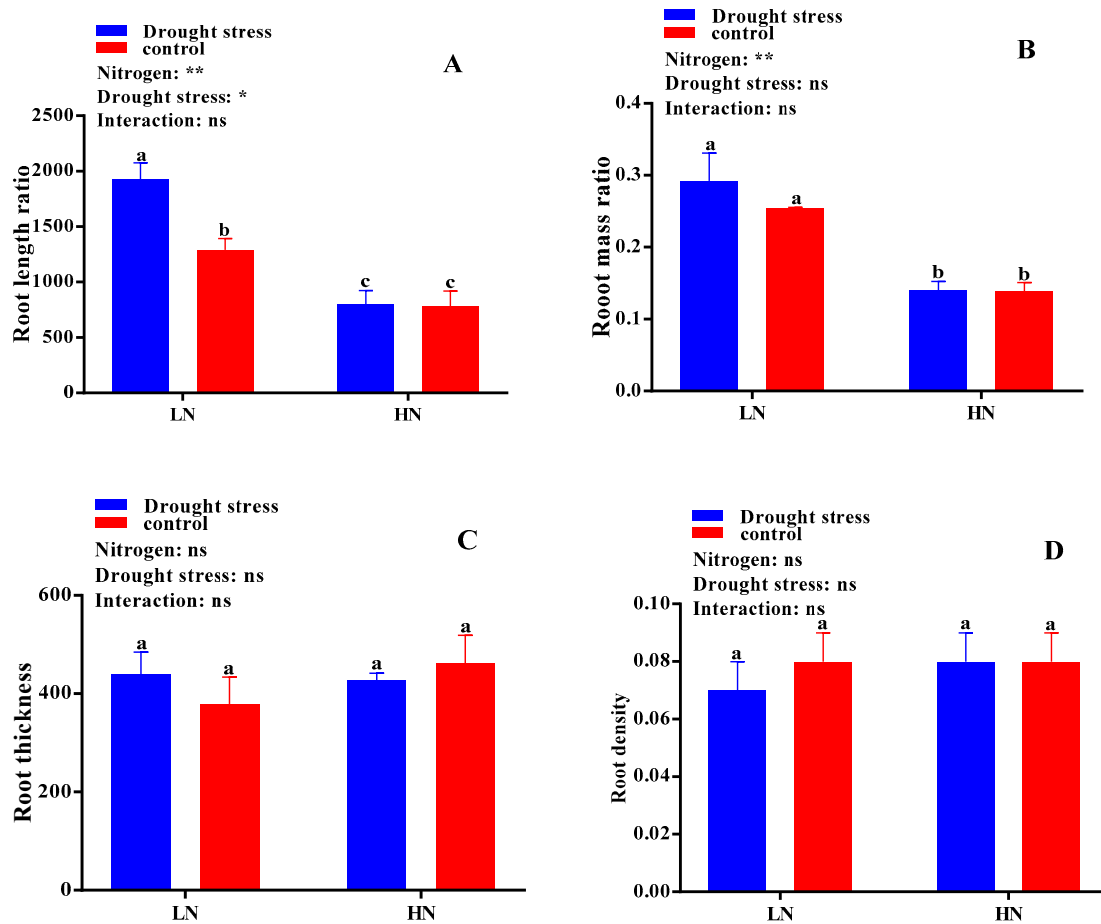 Drought stress
control
Nitrogen: **
Drought stress: *
Interaction: ns
A
Root length ratio
2500
2000
1500
1000
500
0
a
b
c
c
LN
HN
Drought stress
control
Nitrogen: **
Drought stress: ns
Interaction: ns
B
Rooot mass ratio
0.4
0.3
0.2
0.1
0.0
a
a
b
b
LN
HN
Drought stress
control
Nitrogen: ns
Drought stress: ns
Interaction: ns
C
Root thickness
600
400
200
0
a
a
a
a
LN
HN
Drought stress
control
Nitrogen: ns
Drought stress: ns
Interaction: ns
D
Root density
0.10
0.08
0.06
0.04
0.02
0.00
a
a
a
a
LN
HN